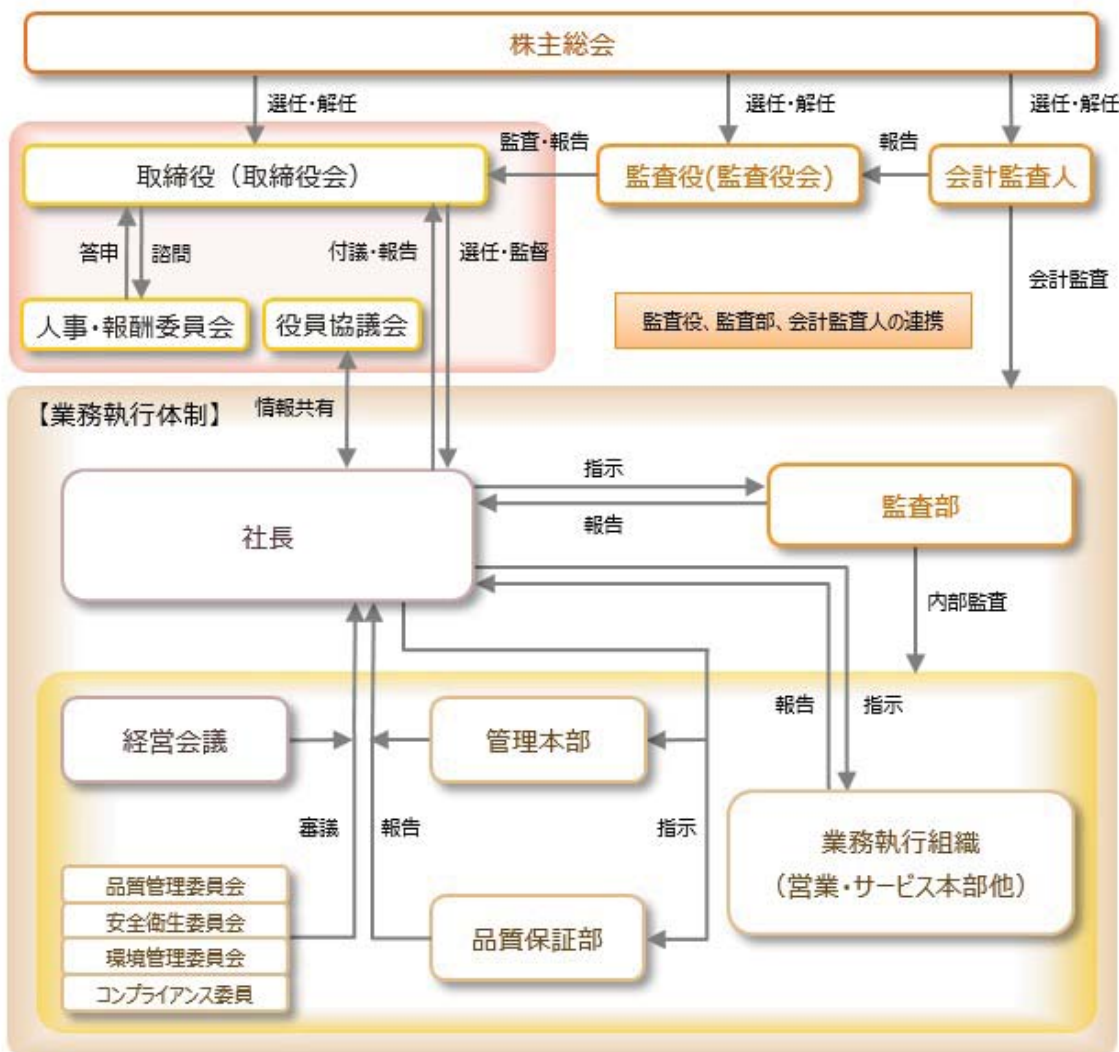 株主総会
選任・解任
選任・解任
選任・解任
監査・報告
報告
取締役（取締役会）
監査役(監査役会)
会計監査人
答申
諮問
付議・報告
選任・監督
会計監査
人事・報酬委員会
役員協議会
監査役、監査部、会計監査人の連携
【業務執行体制】
情報共有
指示
社長
報告
監査部
内部監査
経営会議
管理本部
報告
指示
審議
報告
指示
業務執行組織
（営業・サービス本部他）
品質管理委員会
安全衛生委員会
環境管理委員会
コンプライアンス委員
品質保証部